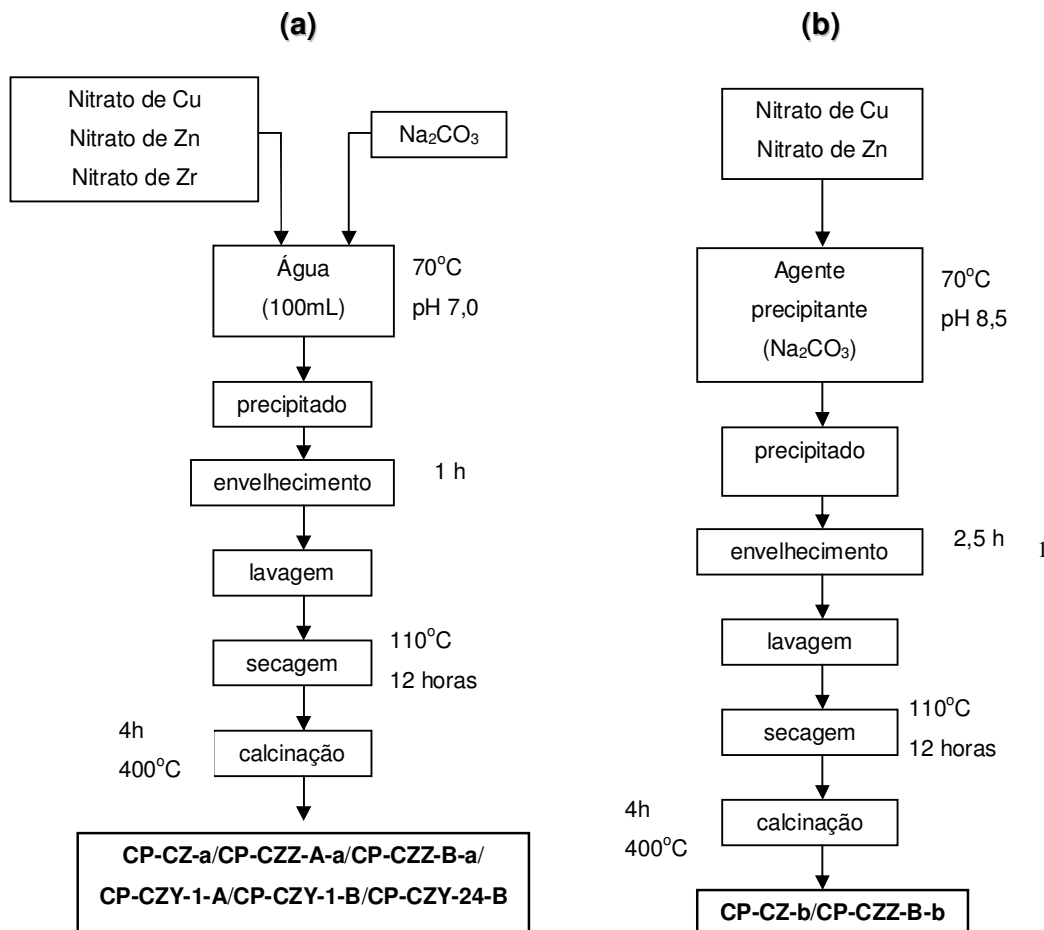 (a)
Nitrato de Cu
Nitrato de Zn
Nitrato de Zr
Na₂CO₃
Água
(100mL)
70°C
pH 7,0
precipitado
envelhecimento
1 h
lavagem
secagem
110°C
12 horas
4h
400°C
calcinação
CP-CZ-a/CP-CZZ-A-a/CP-CZZ-B-a/
CP-CZY-1-A/CP-CZY-1-B/CP-CZY-24-B
(b)
Nitrato de Cu
Nitrato de Zn
Agente
precipitante
(Na₂CO₃)
70°C
pH 8,5
precipitado
envelhecimento
2,5 h
1
lavagem
secagem
110°C
12 horas
4h
400°C
calcinação
CP-CZ-b/CP-CZZ-B-b